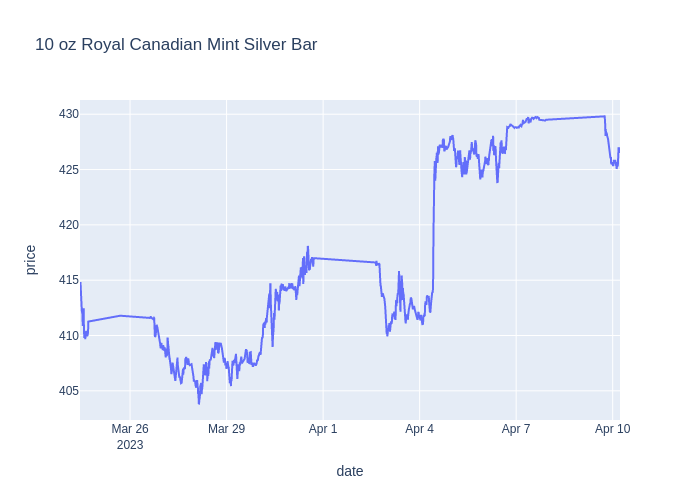 10 oz Royal Canadian Mint Silver Bar
430
425
420
415
410
405
price
Mar 26
2023
Mar 29
Apr 1
Apr 4
Apr 7
Apr 10
date